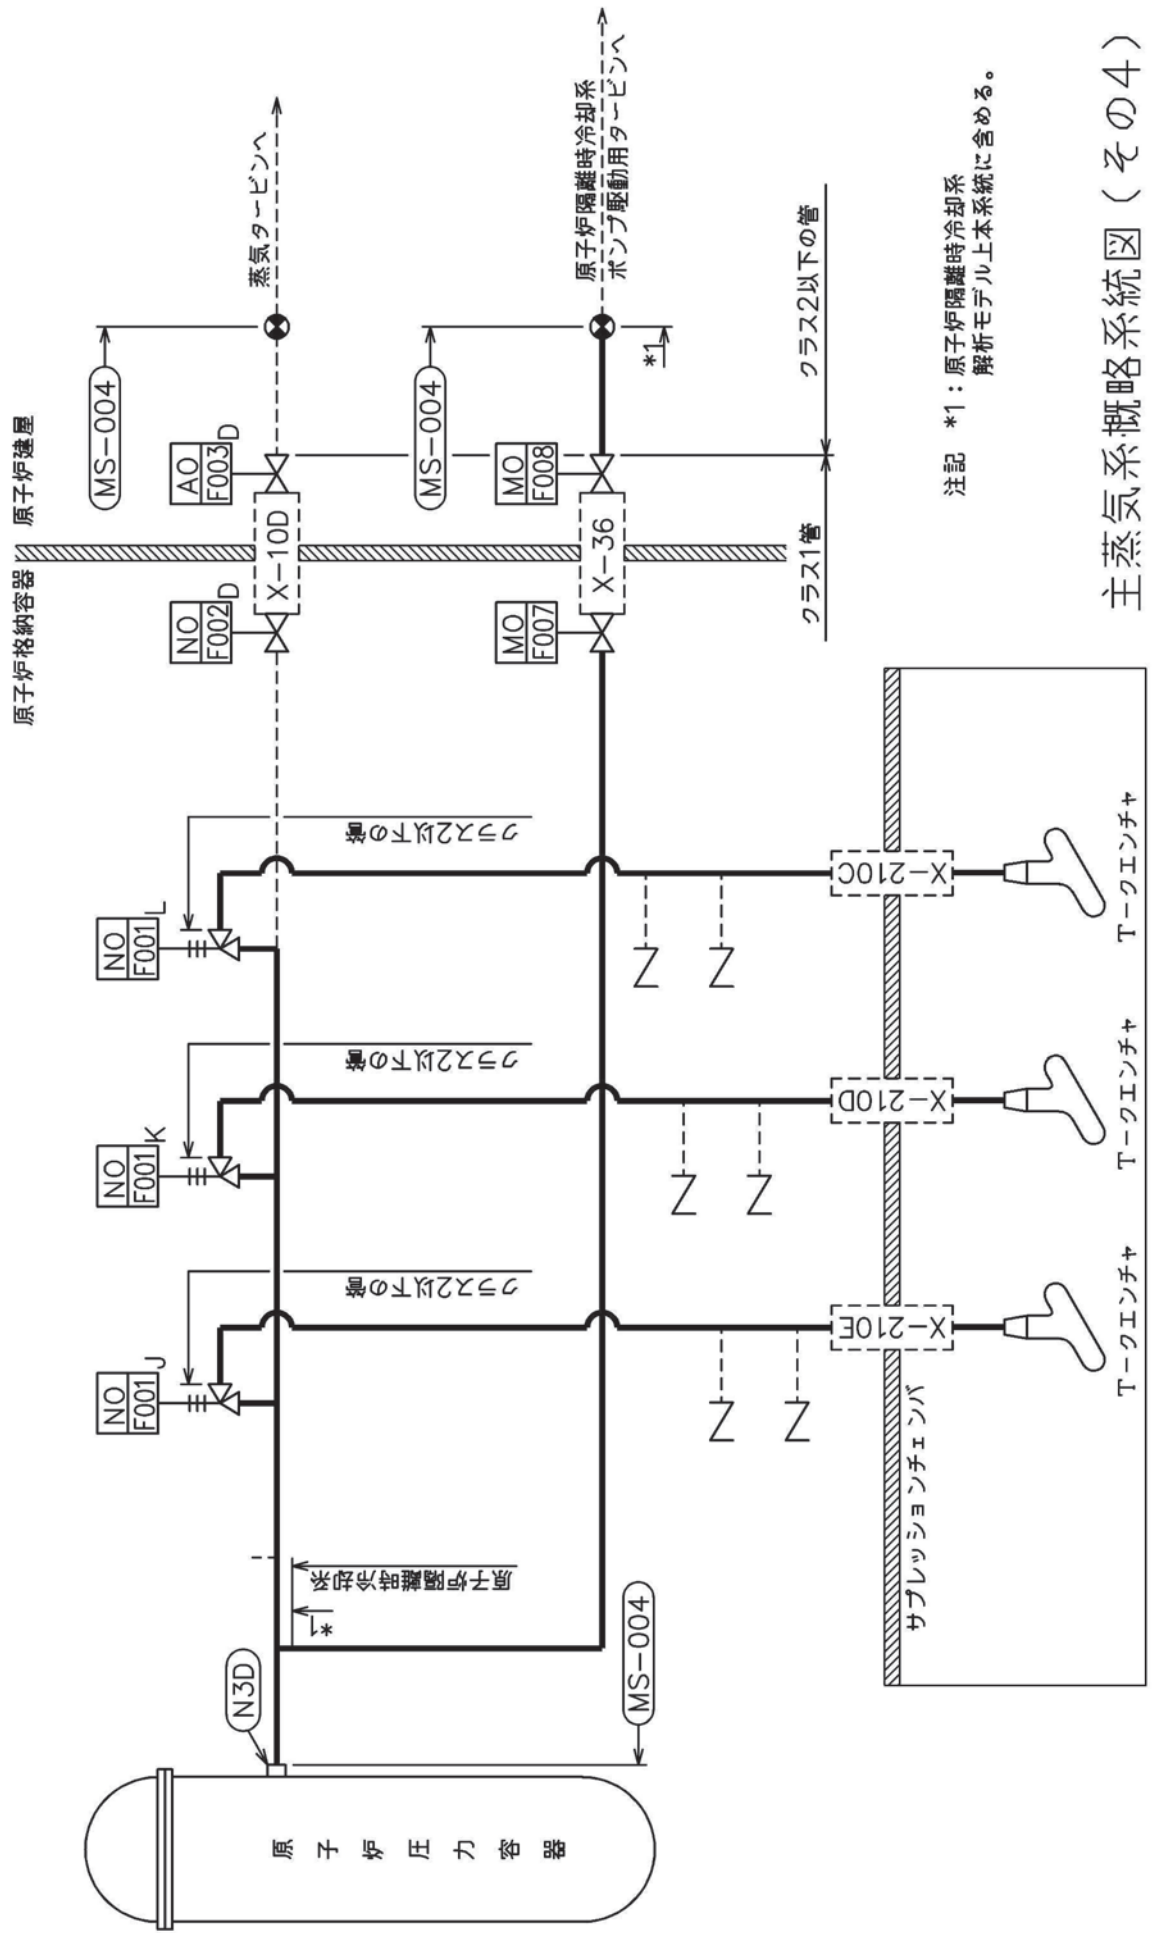 原子炉格納容器
原子炉建屋
MS-004
NO
F001
J
NO
F001
K
NO
F001
L
NO
F002
D
AO
F003
D
クラス2以下の管
クラス2以下の管
クラス2以下の管
X-10D
蒸気タービンへ
N3D
原子炉圧力容器
*1
原子炉隔離時冷却系
MS-004
MO
F007
MO
F008
X-36
原子炉隔離時冷却系
ポンプ駆動用タービンへ
*1
MS-004
クラス1管
クラス2以下の管
X-210E
X-210D
X-210C
サプレッションチェンバ
T-クエンチャ
T-クエンチャ
T-クエンチャ
注記 *1:原子炉隔離時冷却系
解析モデル上本系統に含める。
主蒸気系概略系統図(その4)